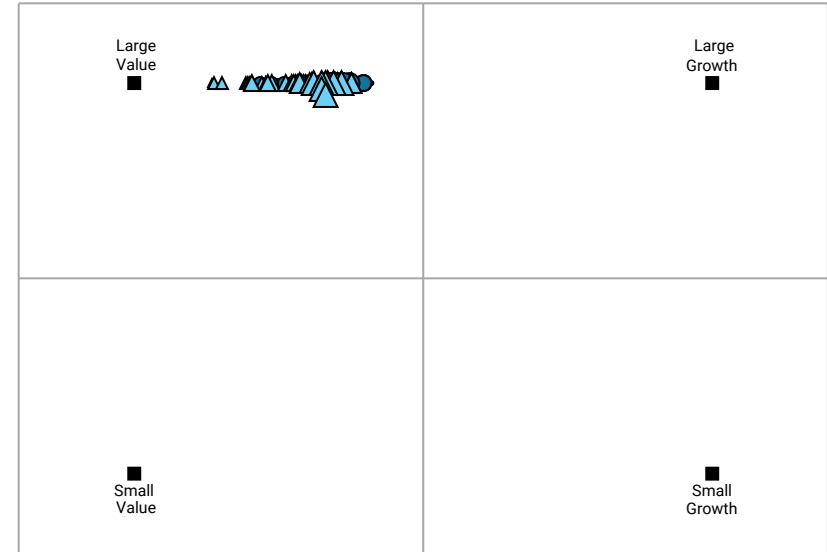 Large
Value
Large
Growth
Small
Value
Small
Growth